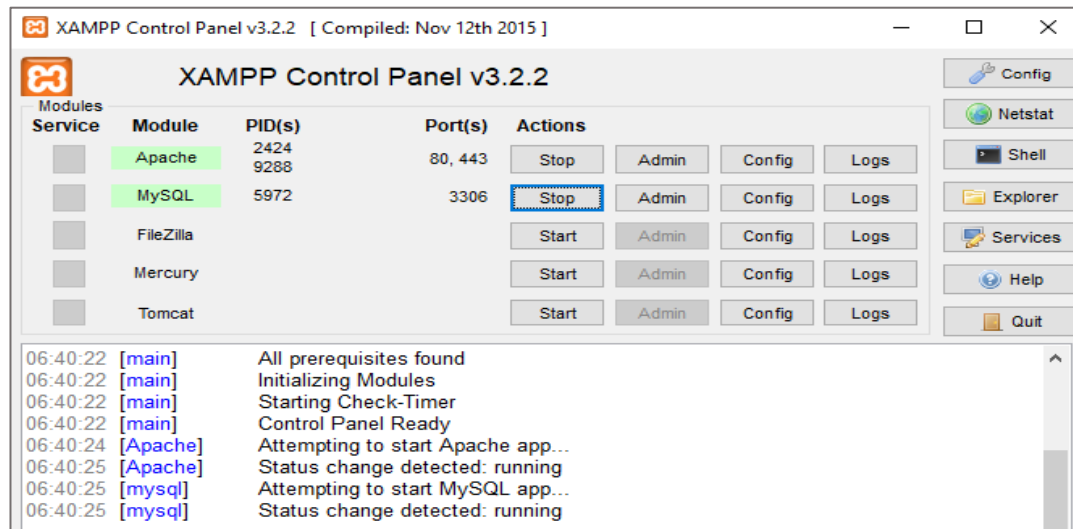 XAMPP Control Panel v3.2.2 [ Compiled: Nov 12th 2015 ]
XAMPP Control Panel v3.2.2
Config
Modules
Service Module PID(s) Port(s) Actions
Netstat
Apache 2424 9288 80, 443 Stop Admin Config Logs
Shell
MySQL 5972 3306 Stop Admin Config Logs
Explorer
FileZilla Start Admin Config Logs
Services
Mercury Start Admin Config Logs
Help
Tomcat Start Admin Config Logs
Quit
06:40:22 [main] All prerequisites found
06:40:22 [main] Initializing Modules
06:40:22 [main] Starting Check-Timer
06:40:22 [main] Control Panel Ready
06:40:24 [Apache] Attempting to start Apache app...
06:40:25 [Apache] Status change detected: running
06:40:25 [mysql] Attempting to start MySQL app...
06:40:25 [mysql] Status change detected: running